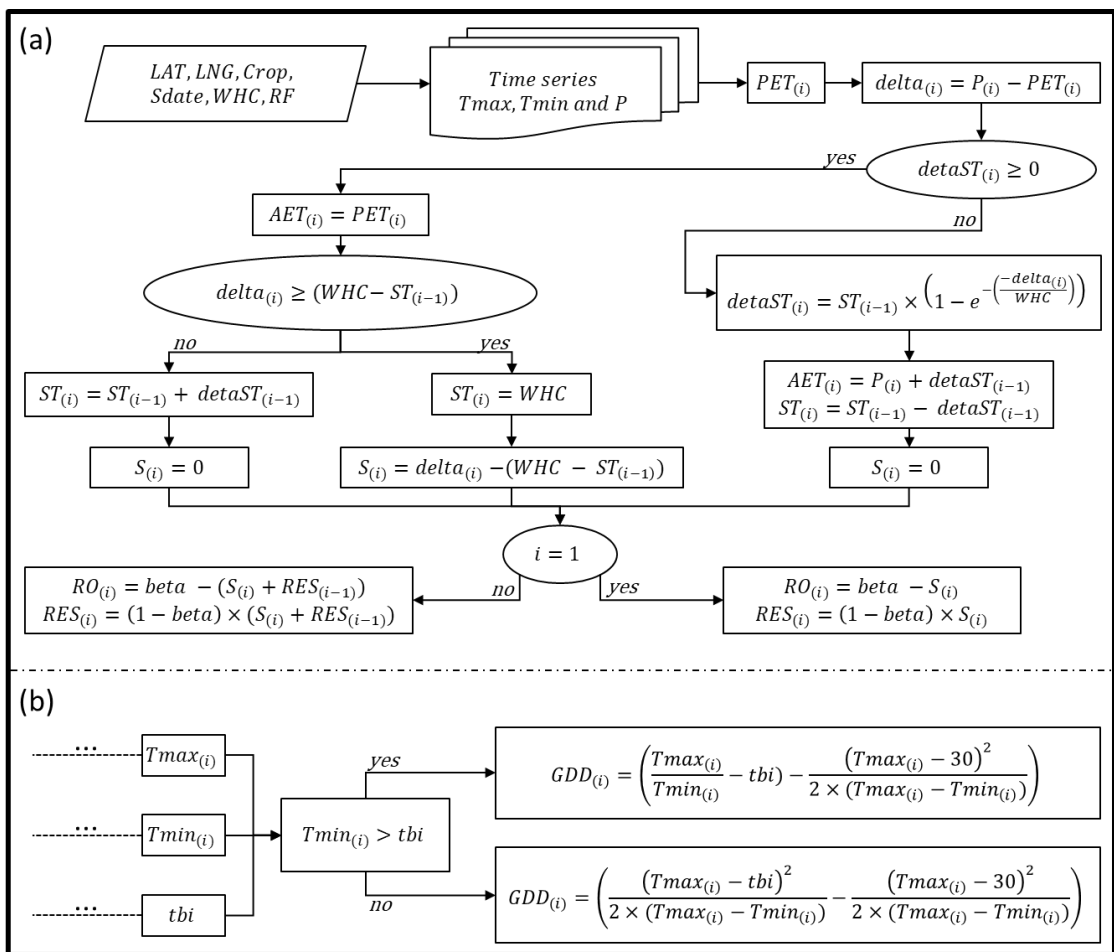 (a)
LAT, LNG, Crop,
Sdate, WHC, RF
Time series
Tmax, Tmin and P
PET(i)
delta(i) = P(i) − PET(i)
yes
detaST(i) ≥ 0
no
AET(i) = PET(i)
delta(i) ≥ (WHC − ST(i−1))
detaST(i) = ST(i−1) × (1 − e^−((−delta(i))/WHC))
no
yes
ST(i) = ST(i−1) + detaST(i−1)
ST(i) = WHC
AET(i) = P(i) + detaST(i−1)
ST(i) = ST(i−1) − detaST(i−1)
S(i) = 0
S(i) = delta(i) −(WHC − ST(i−1))
S(i) = 0
i = 1
no
yes
RO(i) = beta − (S(i) + RES(i−1))
RES(i) = (1 − beta) × (S(i) + RES(i−1))
RO(i) = beta − S(i)
RES(i) = (1 − beta) × S(i)
(b)
...
Tmax(i)
yes
GDD(i) = (Tmax(i)/Tmin(i) − tbi) − (Tmax(i) − 30)²/(2 × (Tmax(i) − Tmin(i))))
...
Tmin(i)
Tmin(i) > tbi
...
tbi
no
GDD(i) = ((Tmax(i) − tbi)²/(2 × (Tmax(i) − Tmin(i))) − (Tmax(i) − 30)²/(2 × (Tmax(i) − Tmin(i))))